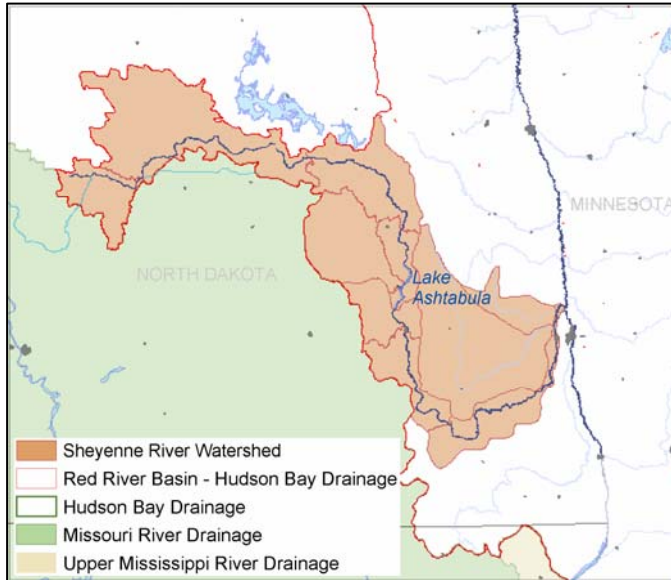 MINNESOTA
NORTH DAKOTA
Lake
Ashtabula
Sheyenne River Watershed
Red River Basin - Hudson Bay Drainage
Hudson Bay Drainage
Missouri River Drainage
Upper Mississippi River Drainage